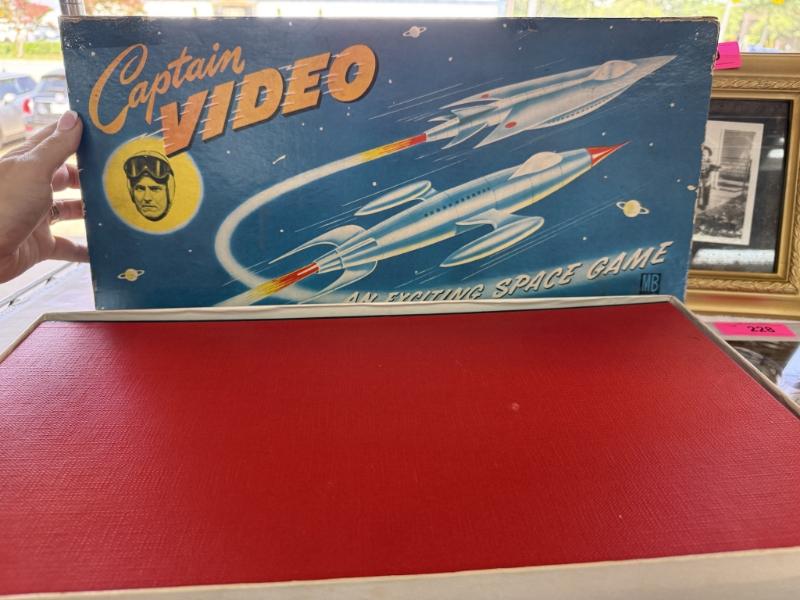 Captain
VIDEO
AN EXCITING SPACE GAME
MB
228